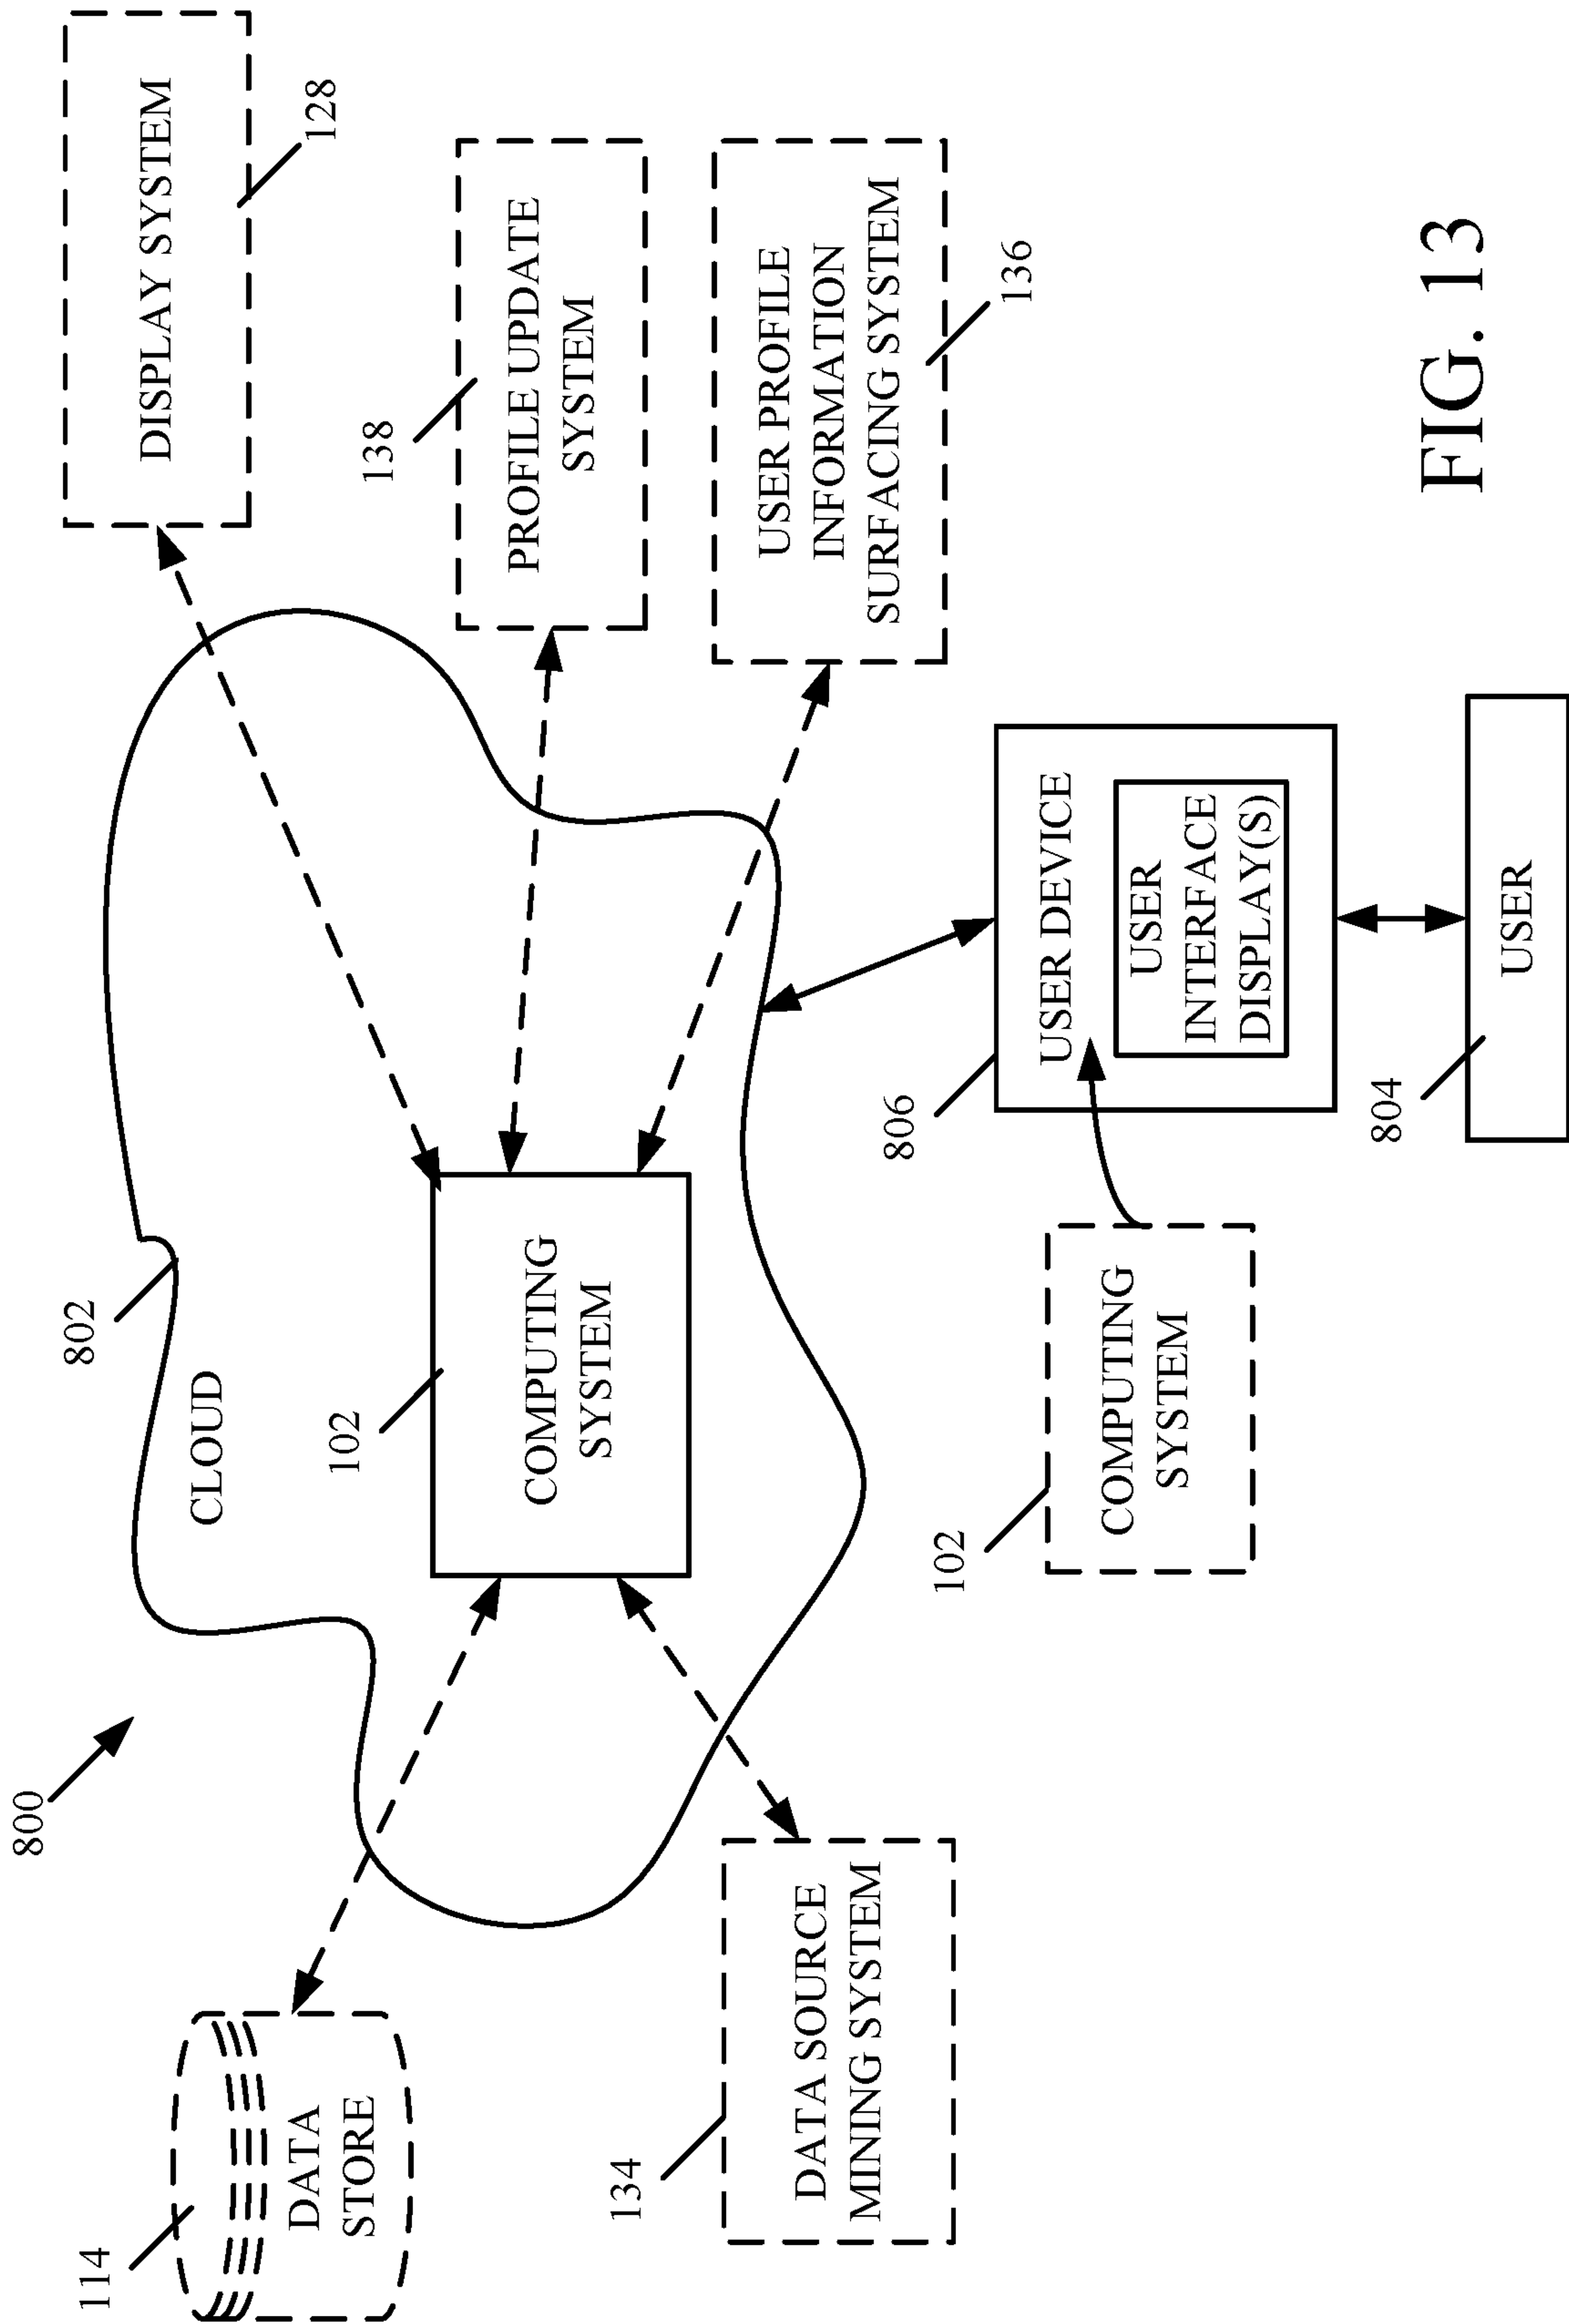 800
802
CLOUD
114
DATA
STORE
102
COMPUTING
SYSTEM
DISPLAY SYSTEM
128
138
PROFILE UPDATE
SYSTEM
134
DATA SOURCE
MINING SYSTEM
USER PROFILE
INFORMATION
SURFACING SYSTEM
136
102
COMPUTING
SYSTEM
806
USER DEVICE
USER
INTERFACE
DISPLAY(S)
804
USER
FIG. 13